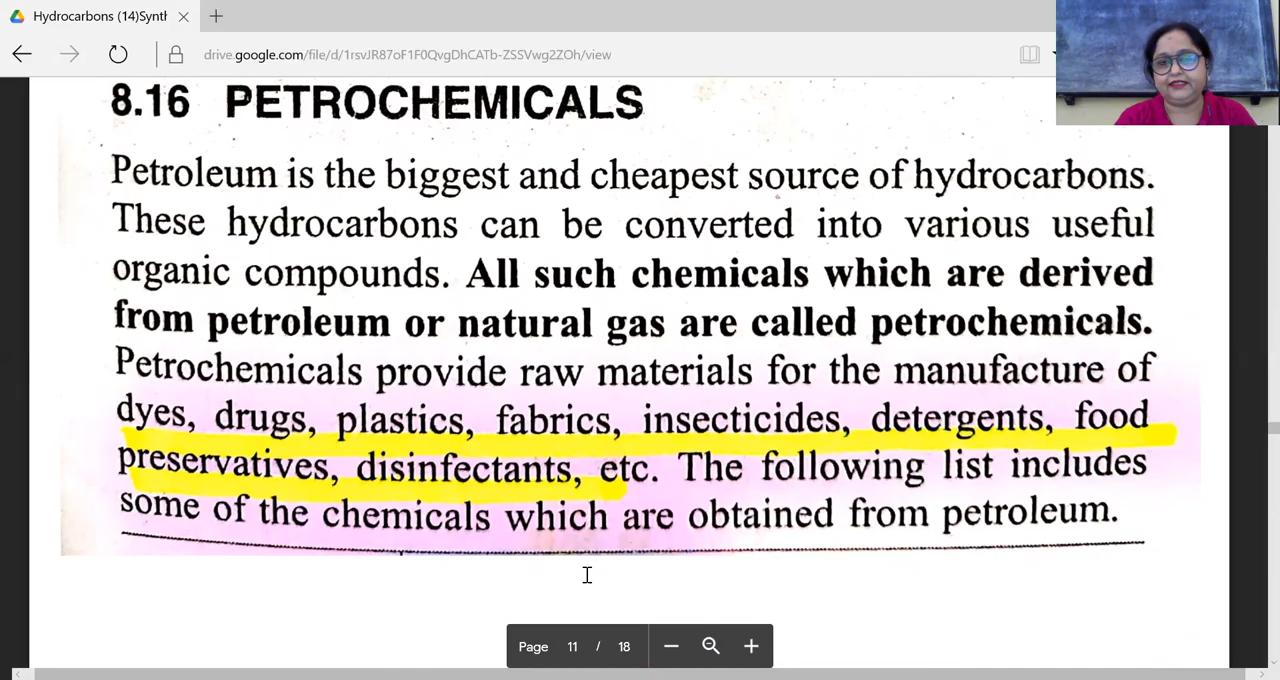 Hydrocarbons (14)Synth
drive.google.com/file/d/1rsvJR87oF1F0QvgDhCATb-ZSSVwg2ZOh/view
8.16 PETROCHEMICALS
Petroleum is the biggest and cheapest source of hydrocarbons.
These hydrocarbons can be converted into various useful
organic compounds. All such chemicals which are derived
from petroleum or natural gas are called petrochemicals.
Petrochemicals provide raw materials for the manufacture of
dyes, drugs, plastics, fabrics, insecticides, detergents, food
preservatives, disinfectants, etc. The following list includes
some of the chemicals which are obtained from petroleum.
Page 11 / 18